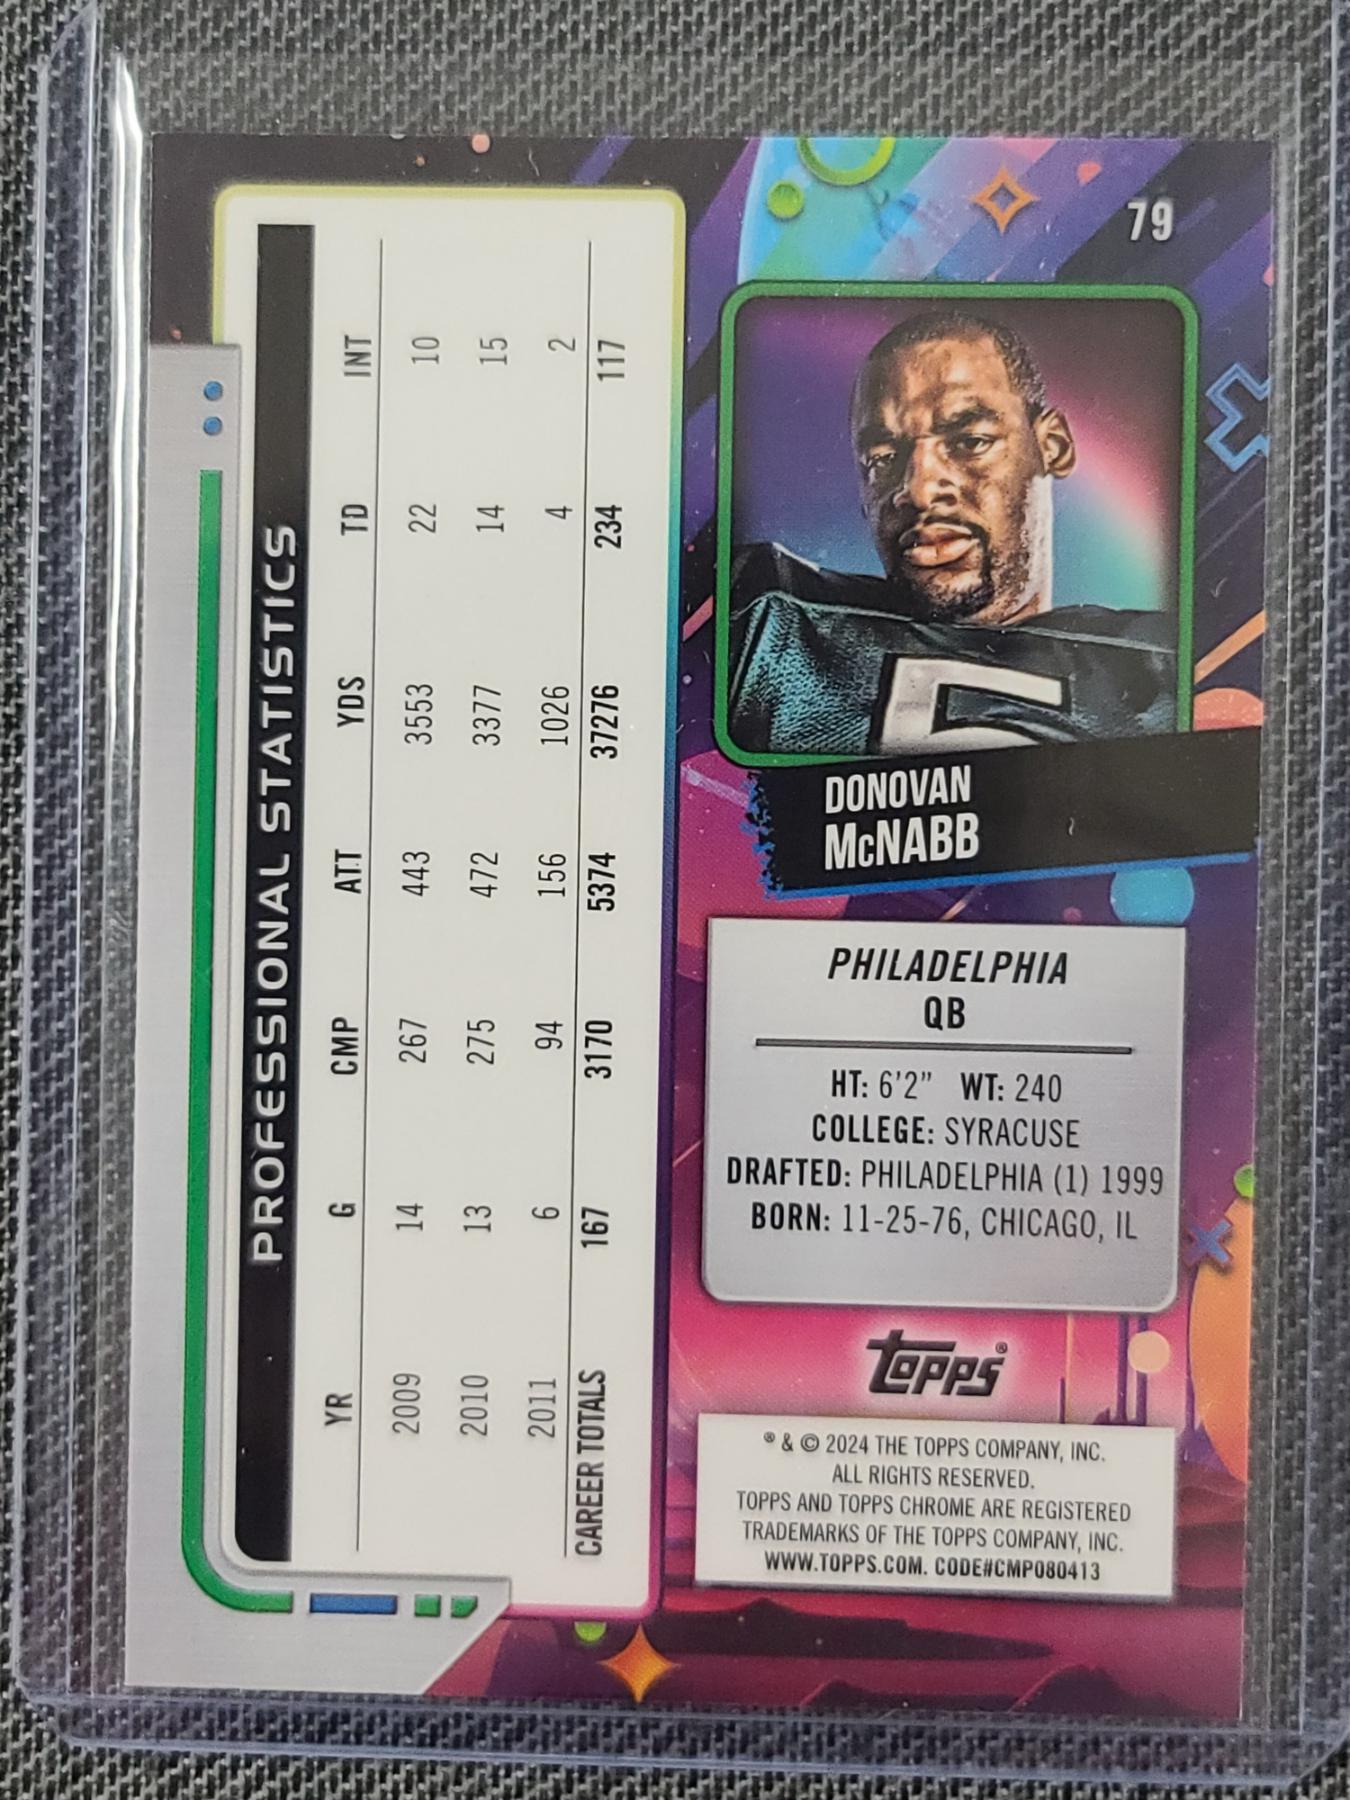 79
DONOVAN
McNABB
PHILADELPHIA
QB
HT: 6'2" WT: 240
COLLEGE: SYRACUSE
DRAFTED: PHILADELPHIA (1) 1999
BORN: 11-25-76, CHICAGO, IL
topps®
® & © 2024 THE TOPPS COMPANY, INC.
ALL RIGHTS RESERVED.
TOPPS AND TOPPS CHROME ARE REGISTERED
TRADEMARKS OF THE TOPPS COMPANY, INC.
WWW.TOPPS.COM. CODE#CMP080413
PROFESSIONAL STATISTICS
YR G CMP ATT YDS TD INT
2009 14 267 443 3553 22 10
2010 13 275 472 3377 14 15
2011 6 94 156 1026 4 2
CAREER TOTALS 167 3170 5374 37276 234 117
5